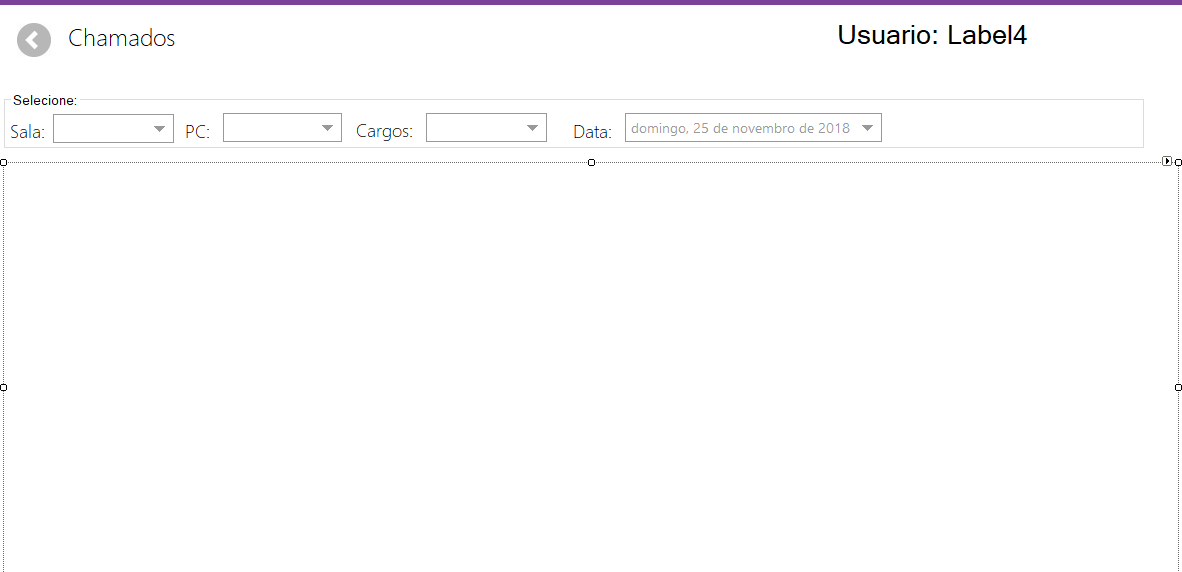 Chamados
Usuario: Label4
Selecione:
Sala: PC: Cargos: Data: domingo, 25 de novembro de 2018